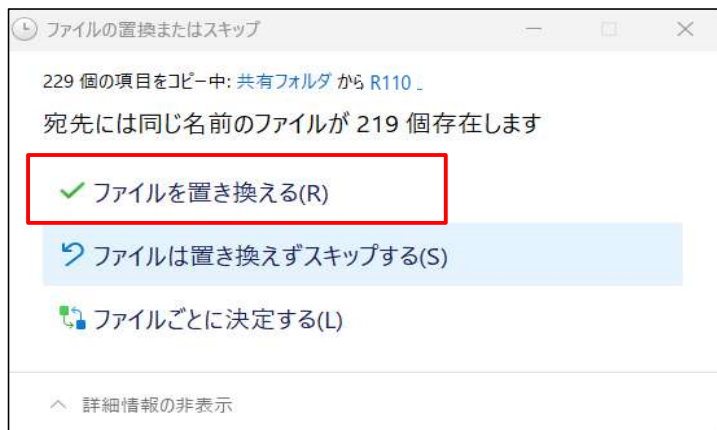 ファイルの置換またはスキップ
229 個の項目をコピー中: 共有フォルダ から R110 _
宛先には同じ名前のファイルが 219 個存在します
ファイルを置き換える(R)
ファイルは置き換えずスキップする(S)
ファイルごとに決定する(L)
詳細情報の非表示